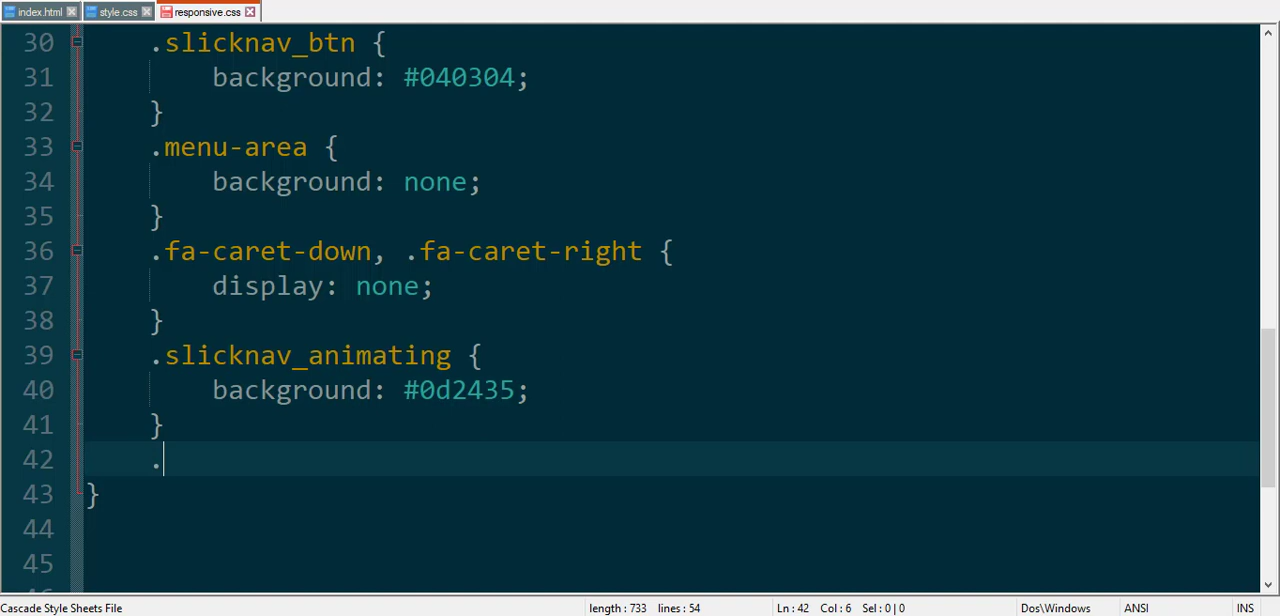 index.html style.css responsive.css
30 .slicknav_btn {
31 background: #040304;
32 }
33 .menu-area {
34 background: none;
35 }
36 .fa-caret-down, .fa-caret-right {
37 display: none;
38 }
39 .slicknav_animating {
40 background: #0d2435;
41 }
42 .
43 }
44
45
46
Cascade Style Sheets File length : 733 lines : 54 Ln : 42 Col : 6 Sel : 0 | 0 Dos\Windows ANSI INS